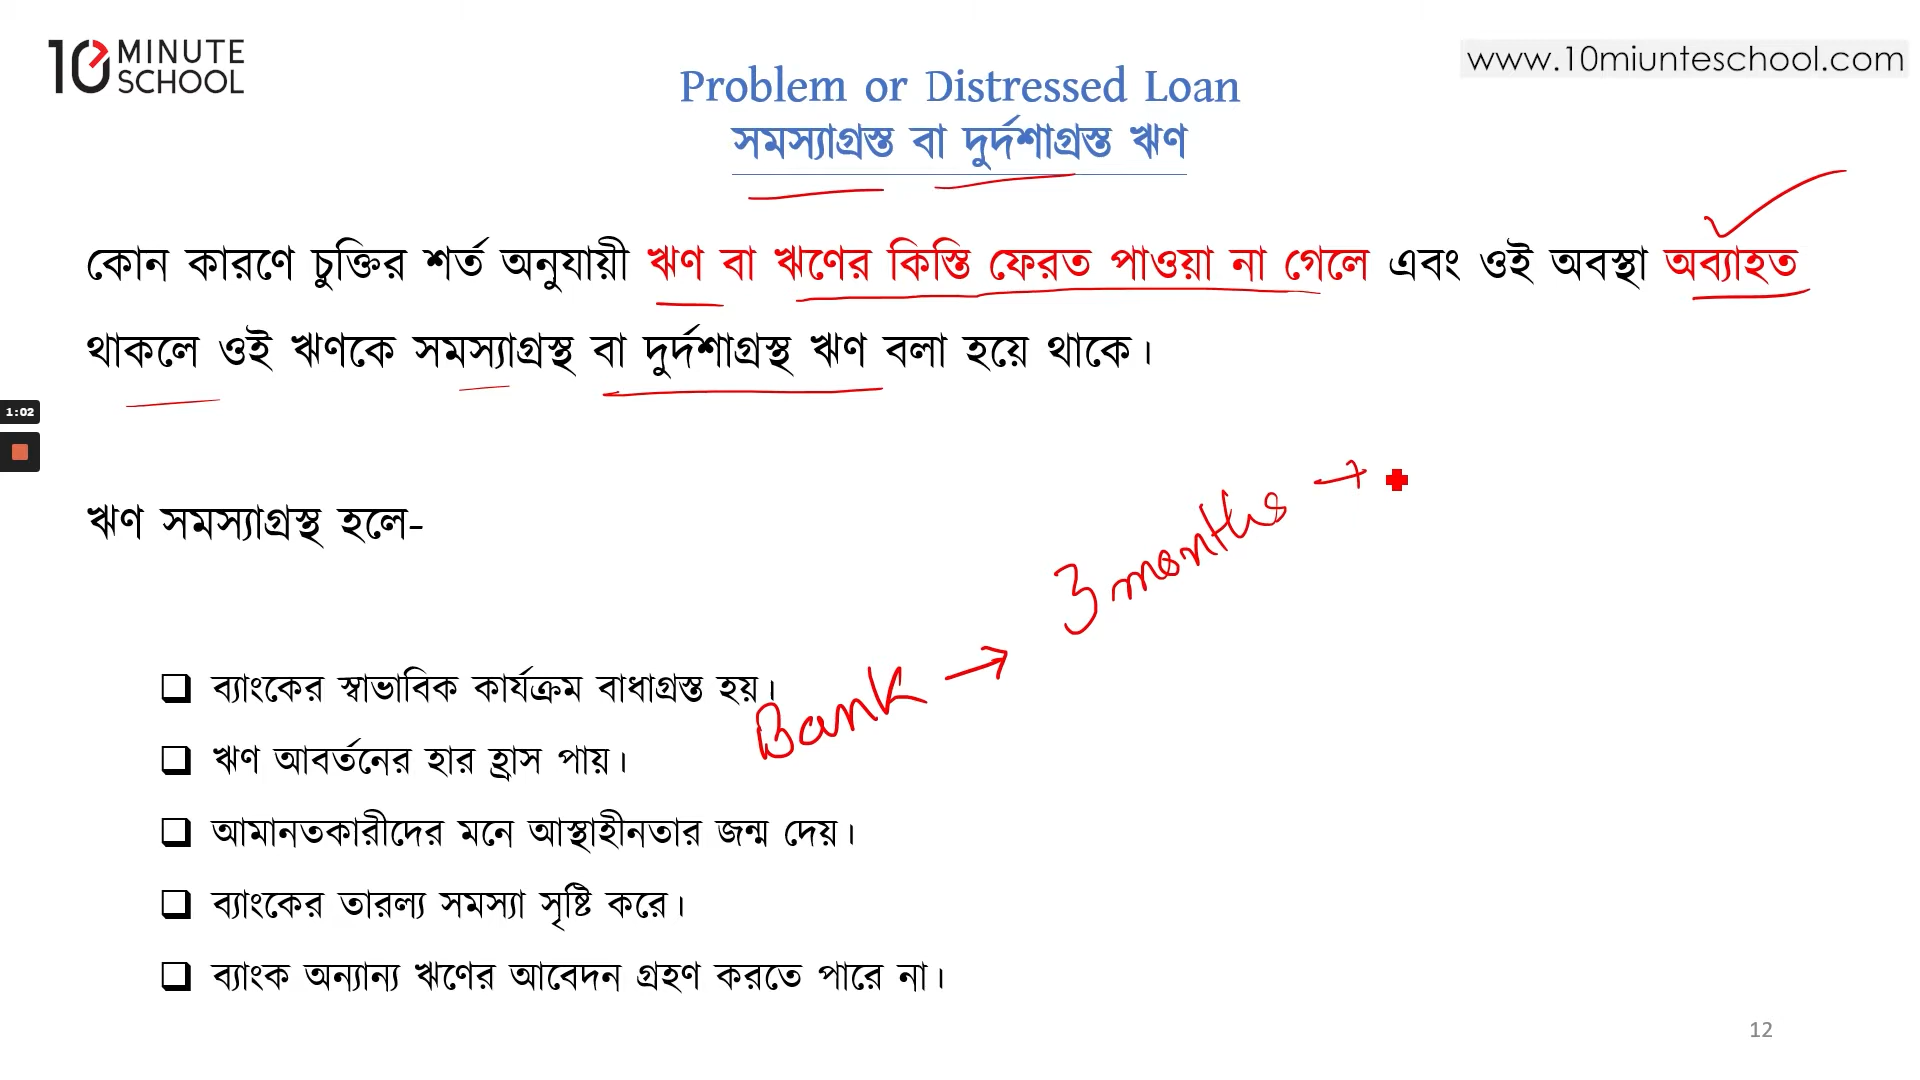 10 MINUTE SCHOOL
www.10miunteschool.com
Problem or Distressed Loan
সমস্যাগ্রস্ত বা দুর্দশাগ্রস্ত ঋণ
কোন কারণে চুক্তির শর্ত অনুযায়ী ঋণ বা ঋণের কিস্তি ফেরত পাওয়া না গেলে এবং ওই অবস্থা অব্যাহত
থাকলে ওই ঋণকে সমস্যাগ্রস্থ বা দুর্দশাগ্রস্থ ঋণ বলা হয়ে থাকে।
1:02
ঋণ সমস্যাগ্রস্থ হলে-
3 months →
Bank →
ব্যাংকের স্বাভাবিক কার্যক্রম বাধাগ্রস্ত হয়।
ঋণ আবর্তনের হার হ্রাস পায়।
আমানতকারীদের মনে আস্থাহীনতার জন্ম দেয়।
ব্যাংকের তারল্য সমস্যা সৃষ্টি করে।
ব্যাংক অন্যান্য ঋণের আবেদন গ্রহণ করতে পারে না।
12